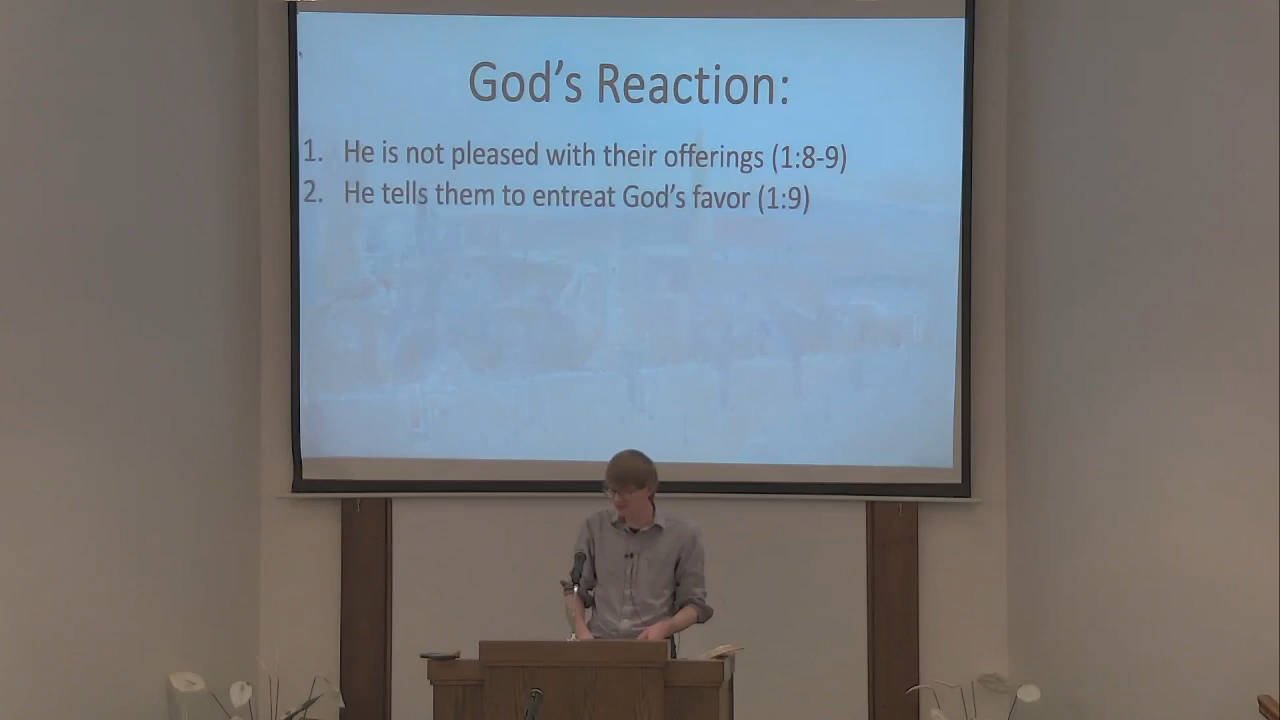 God's Reaction:
1. He is not pleased with their offerings (1:8-9)
2. He tells them to entreat God's favor (1:9)